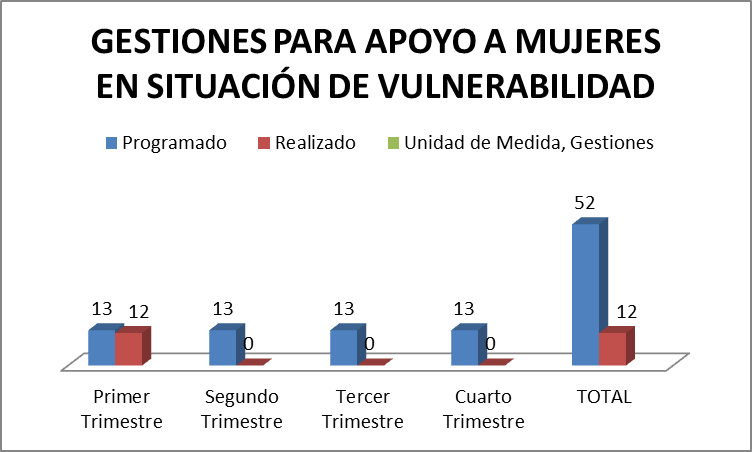 GESTIONES PARA APOYO A MUJERES
EN SITUACIÓN DE VULNERABILIDAD
Programado Realizado Unidad de Medida, Gestiones
52
13 12 13 0 13 0 13 0 12
Primer Segundo Tercer Cuarto TOTAL
Trimestre Trimestre Trimestre Trimestre